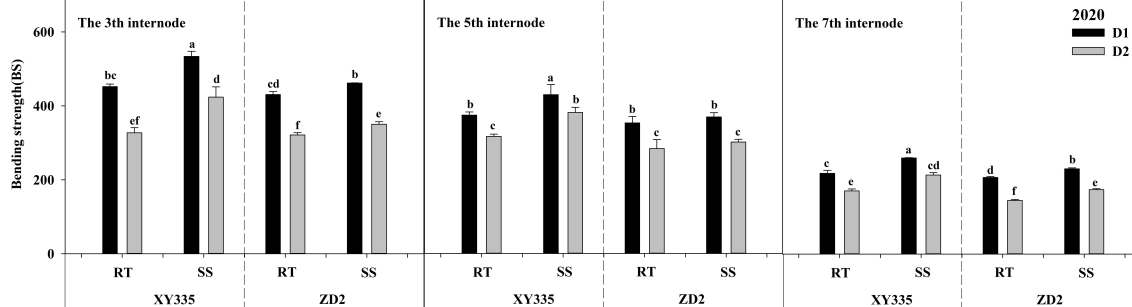 The 3th internode
The 5th internode
The 7th internode
2020
D1
D2
Bending strength(BS)
600
400
200
0
bc
ef
a
d
cd
f
b
e
b
c
a
b
b
c
b
c
c
e
a
cd
d
f
b
e
RT
SS
RT
SS
RT
SS
RT
SS
RT
SS
RT
SS
XY335
ZD2
XY335
ZD2
XY335
ZD2